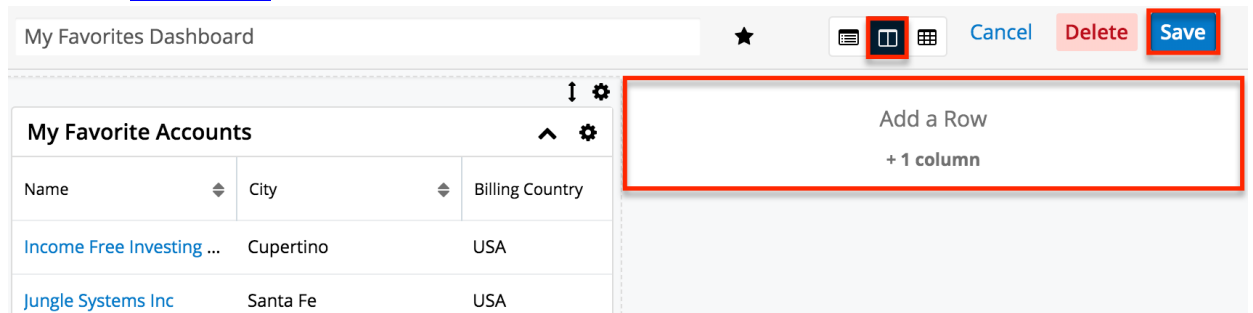 My Favorites Dashboard
Cancel Delete Save
Add a Row
+ 1 column
My Favorite Accounts
Name City Billing Country
Income Free Investing ... Cupertino USA
Jungle Systems Inc Santa Fe USA